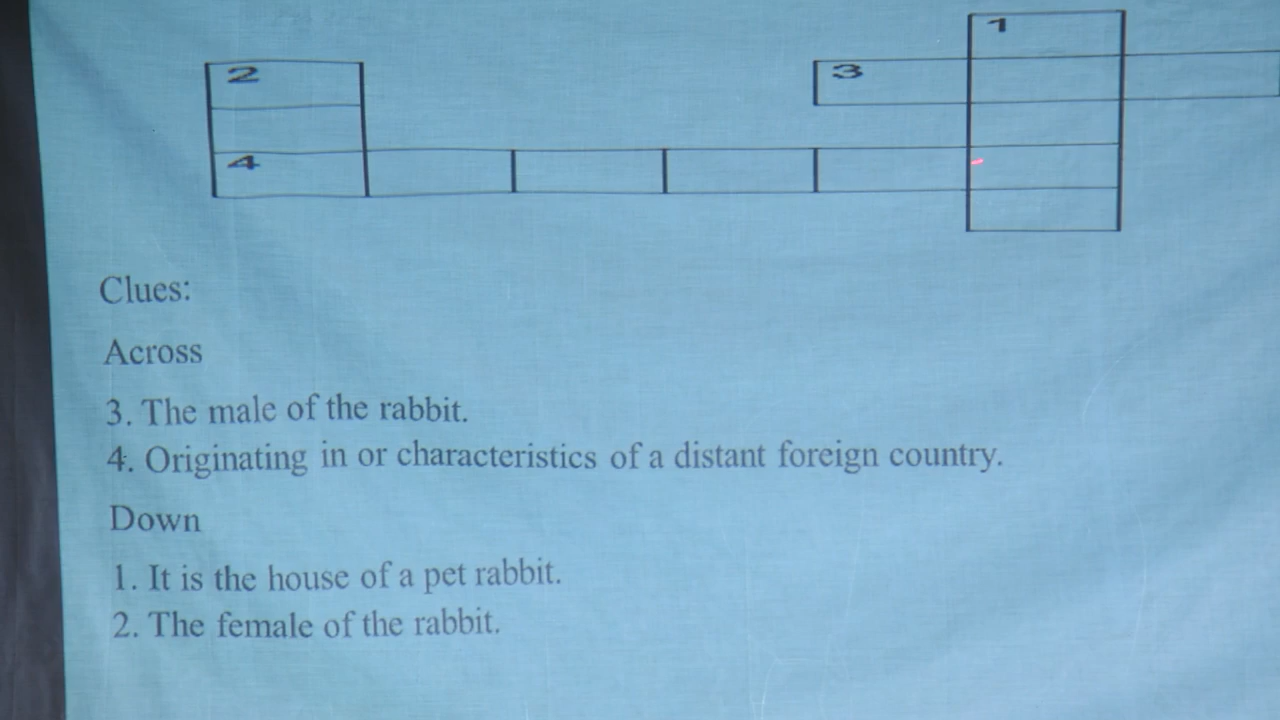 1
2
3
4
Clues:
Across
3. The male of the rabbit.
4. Originating in or characteristics of a distant foreign country.
Down
1. It is the house of a pet rabbit.
2. The female of the rabbit.